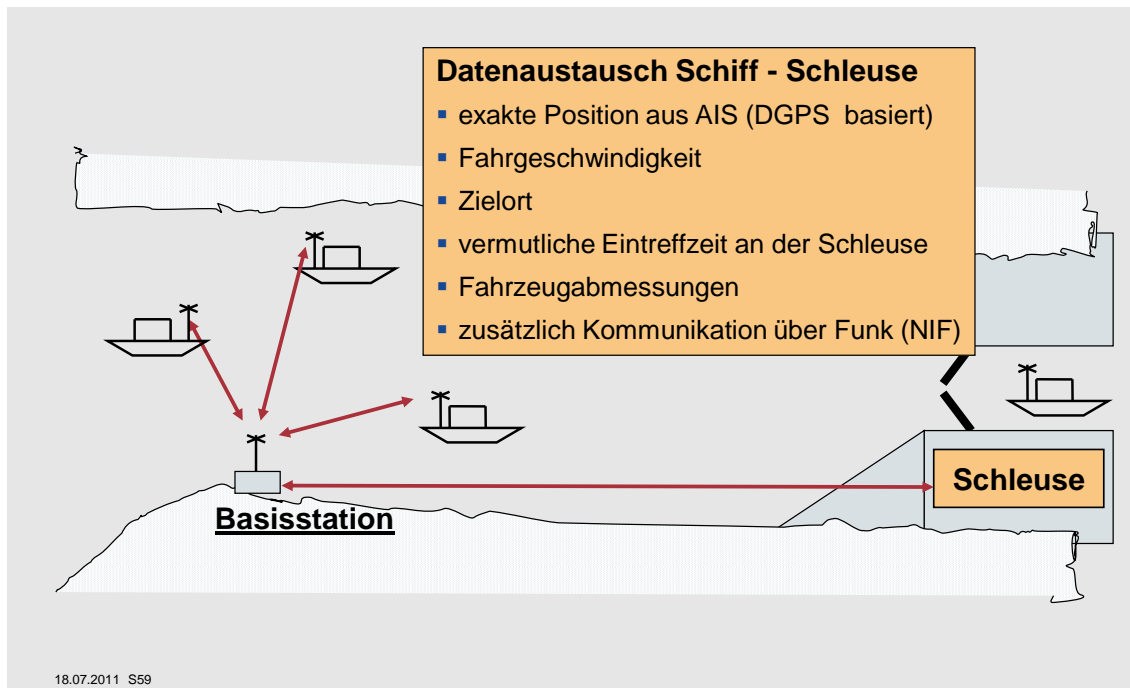 Datenaustausch Schiff - Schleuse
▪ exakte Position aus AIS (DGPS basiert)
▪ Fahrgeschwindigkeit
▪ Zielort
▪ vermutliche Eintreffzeit an der Schleuse
▪ Fahrzeugabmessungen
▪ zusätzlich Kommunikation über Funk (NIF)
Schleuse
Basisstation
18.07.2011 S59